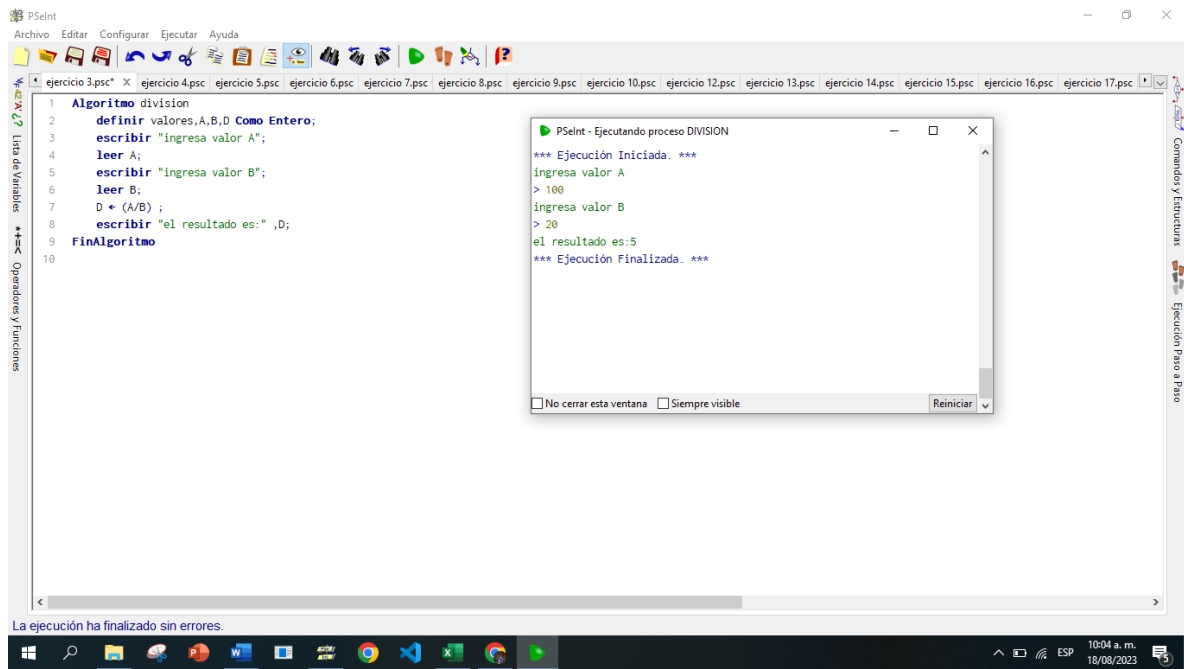 PSeInt
Archivo Editar Configurar Ejecutar Ayuda
ejercicio 3.psc* X ejercicio 4.psc ejercicio 5.psc ejercicio 6.psc ejercicio 7.psc ejercicio 8.psc ejercicio 9.psc ejercicio 10.psc ejercicio 12.psc ejercicio 13.psc ejercicio 14.psc ejercicio 15.psc ejercicio 16.psc ejercicio 17.psc
1 Algoritmo division
2 definir valores,A,B,D Como Entero;
3 escribir "ingresa valor A";
4 leer A;
5 escribir "ingresa valor B";
6 leer B;
7 D ← (A/B) ;
8 escribir "el resultado es:" ,D;
9 FinAlgoritmo
10
PSeInt - Ejecutando proceso DIVISION
*** Ejecución Iniciada. ***
ingresa valor A
> 100
ingresa valor B
> 20
el resultado es:5
*** Ejecución Finalizada. ***
No cerrar esta ventana Siempre visible Reiniciar
Lista de Variables
*+=< Operadores y Funciones
Comandos y Estructuras
Ejecución Paso a Paso
La ejecución ha finalizado sin errores.
ESP
10:04 a. m.
18/08/2023
5